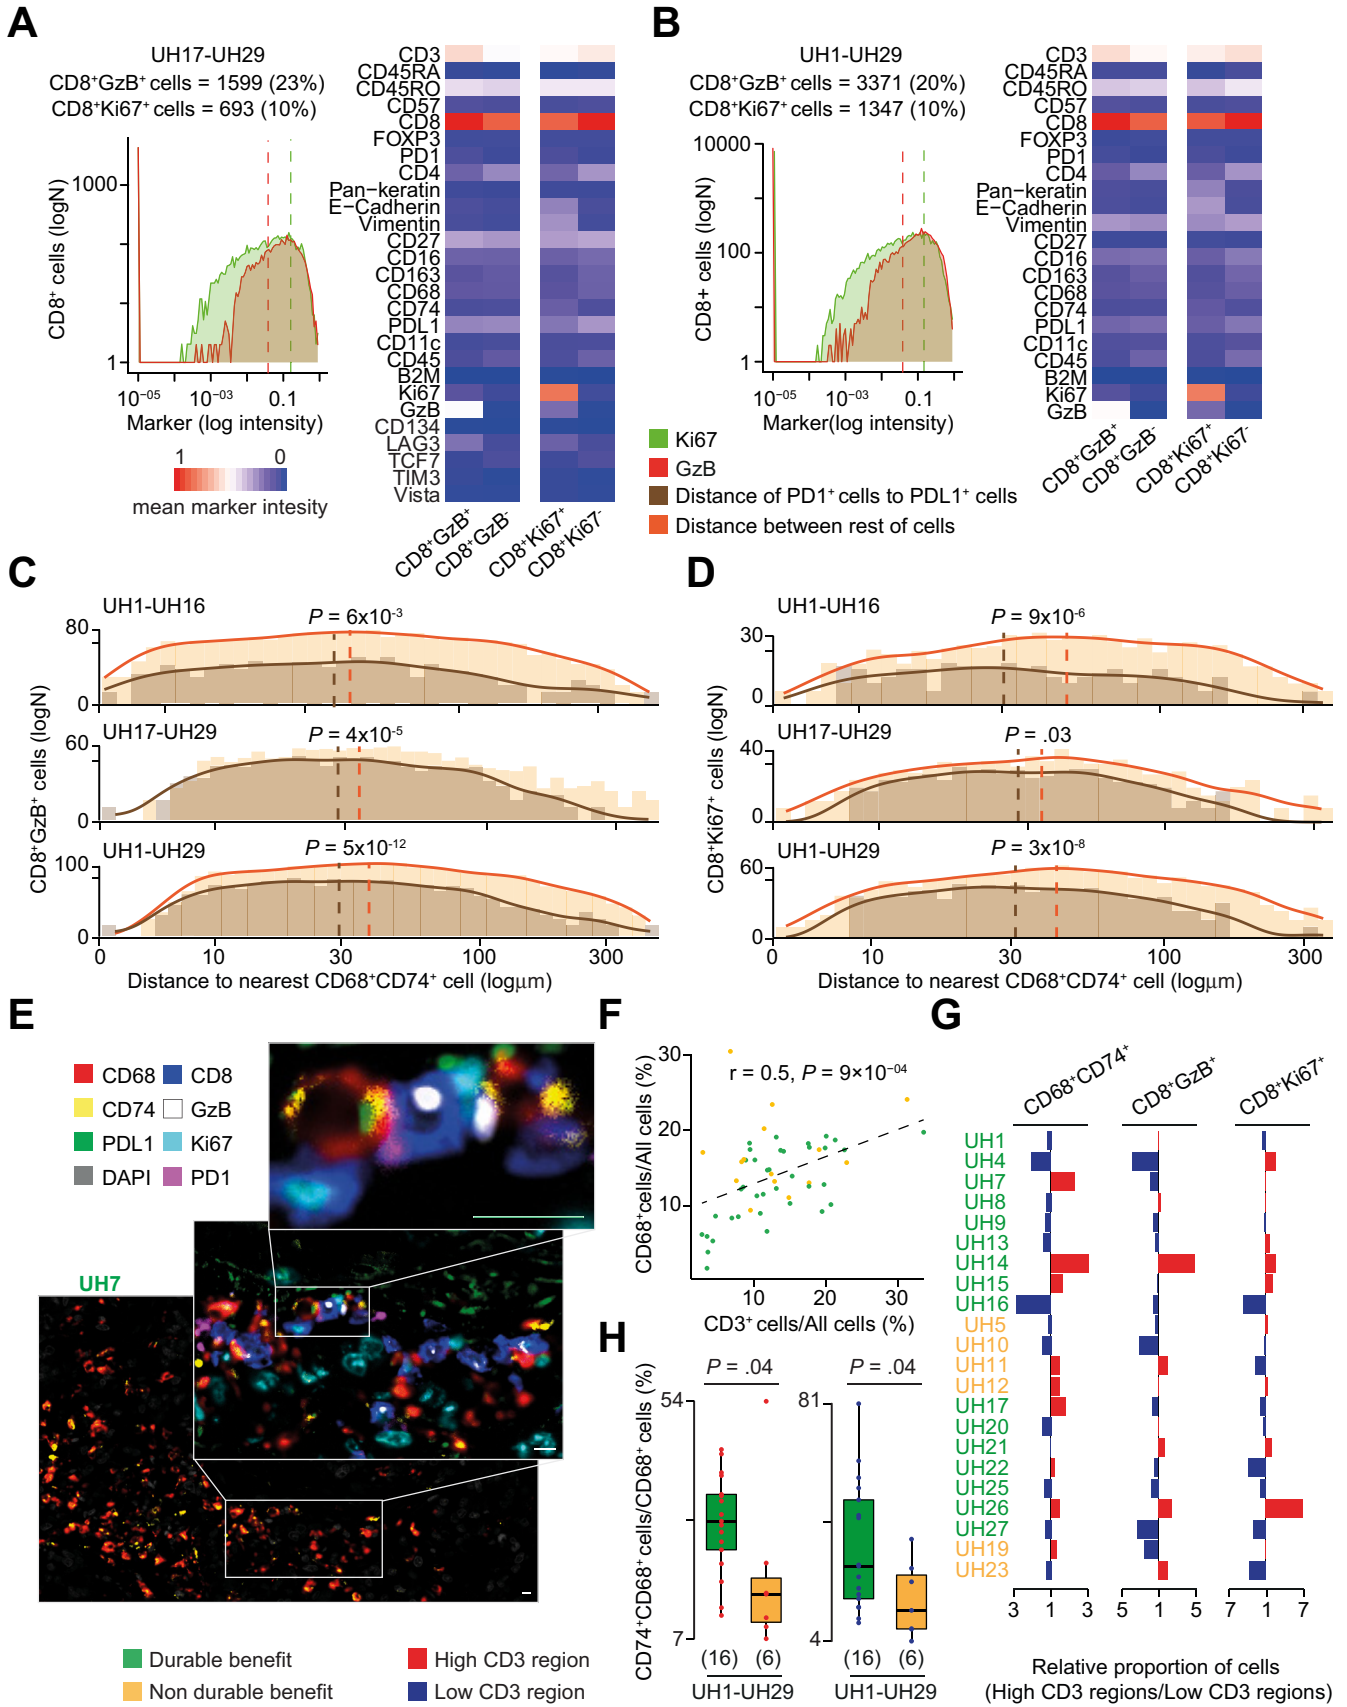 A
UH17-UH29
CD8+GzB+ cells = 1599 (23%)
CD8+Ki67+ cells = 693 (10%)
CD8+ cells (logN)
1000
1
10−05
10−03
0.1
Marker (log intensity)
1
0
mean marker intesity
CD3
CD45RA
CD45RO
CD57
CD8
FOXP3
PD1
CD4
Pan−keratin
E−Cadherin
Vimentin
CD27
CD16
CD163
CD68
CD74
PDL1
CD11c
CD45
B2M
Ki67
GzB
CD134
LAG3
TCF7
TIM3
Vista
CD8+GzB+
CD8+GzB-
CD8+Ki67+
CD8+Ki67-
B
UH1-UH29
CD8+GzB+ cells = 3371 (20%)
CD8+Ki67+ cells = 1347 (10%)
CD8+ cells (logN)
10000
100
1
10−05
10−03
0.1
Marker(log intensity)
CD3
CD45RA
CD45RO
CD57
CD8
FOXP3
PD1
CD4
Pan−keratin
E−Cadherin
Vimentin
CD27
CD16
CD163
CD68
CD74
PDL1
CD11c
CD45
B2M
Ki67
GzB
CD8+GzB+
CD8+GzB-
CD8+Ki67+
CD8+Ki67-
Ki67
GzB
Distance of PD1+ cells to PDL1+ cells
Distance between rest of cells
C
CD8+GzB+ cells (logN)
UH1-UH16
P = 6x10-3
80
0
UH17-UH29
P = 4x10-5
60
0
UH1-UH29
P = 5x10-12
100
0
0
10
30
100
300
Distance to nearest CD68+CD74+ cell (logµm)
D
CD8+Ki67+ cells (logN)
UH1-UH16
P = 9x10-6
30
0
UH17-UH29
P = .03
40
0
UH1-UH29
P = 3x10-8
60
0
0
10
30
100
300
Distance to nearest CD68+CD74+ cell (logµm)
E
CD68
CD8
CD74
GzB
PDL1
Ki67
DAPI
PD1
UH7
F
CD68+cells/All cells (%)
30
20
10
r = 0.5, P = 9×10−04
10
20
30
CD3+ cells/All cells (%)
G
CD68+CD74+
CD8+GzB+
CD8+Ki67+
UH1
UH4
UH7
UH8
UH9
UH13
UH14
UH15
UH16
UH5
UH10
UH11
UH12
UH17
UH20
UH21
UH22
UH25
UH26
UH27
UH19
UH23
3
1
3
5
1
5
7
1
7
Relative proportion of cells
(High CD3 regions/Low CD3 regions)
H
CD74+CD68+ cells/CD68+ cells (%)
P = .04
54
7
(16)
(6)
UH1-UH29
P = .04
81
4
(16)
(6)
UH1-UH29
Durable benefit
Non durable benefit
High CD3 region
Low CD3 region